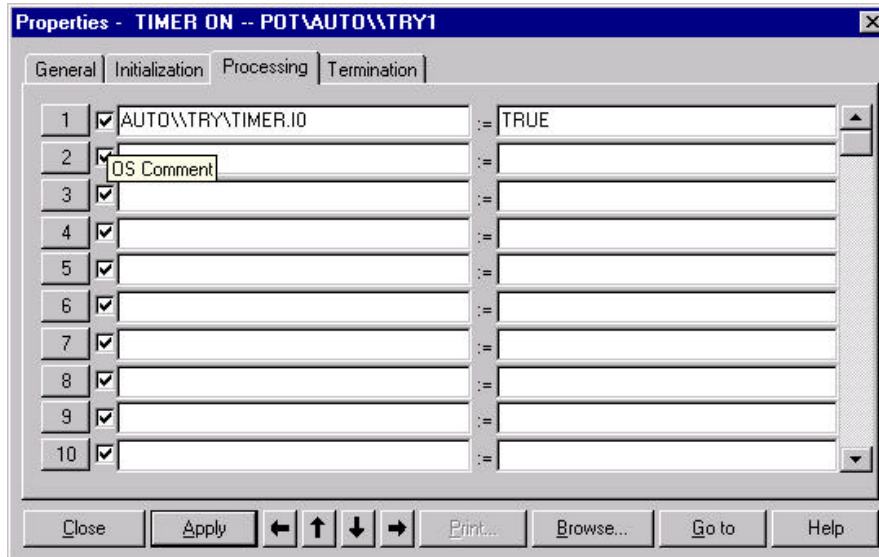 Properties -  TIMER ON -- POT\AUTO\\TRY1
General Initialization Processing Termination
1 AUTO\\TRY\TIMER.I0 := TRUE
2 :=
OS Comment
3 :=
4 :=
5 :=
6 :=
7 :=
8 :=
9 :=
10 :=
Close Apply Print... Browse... Go to Help